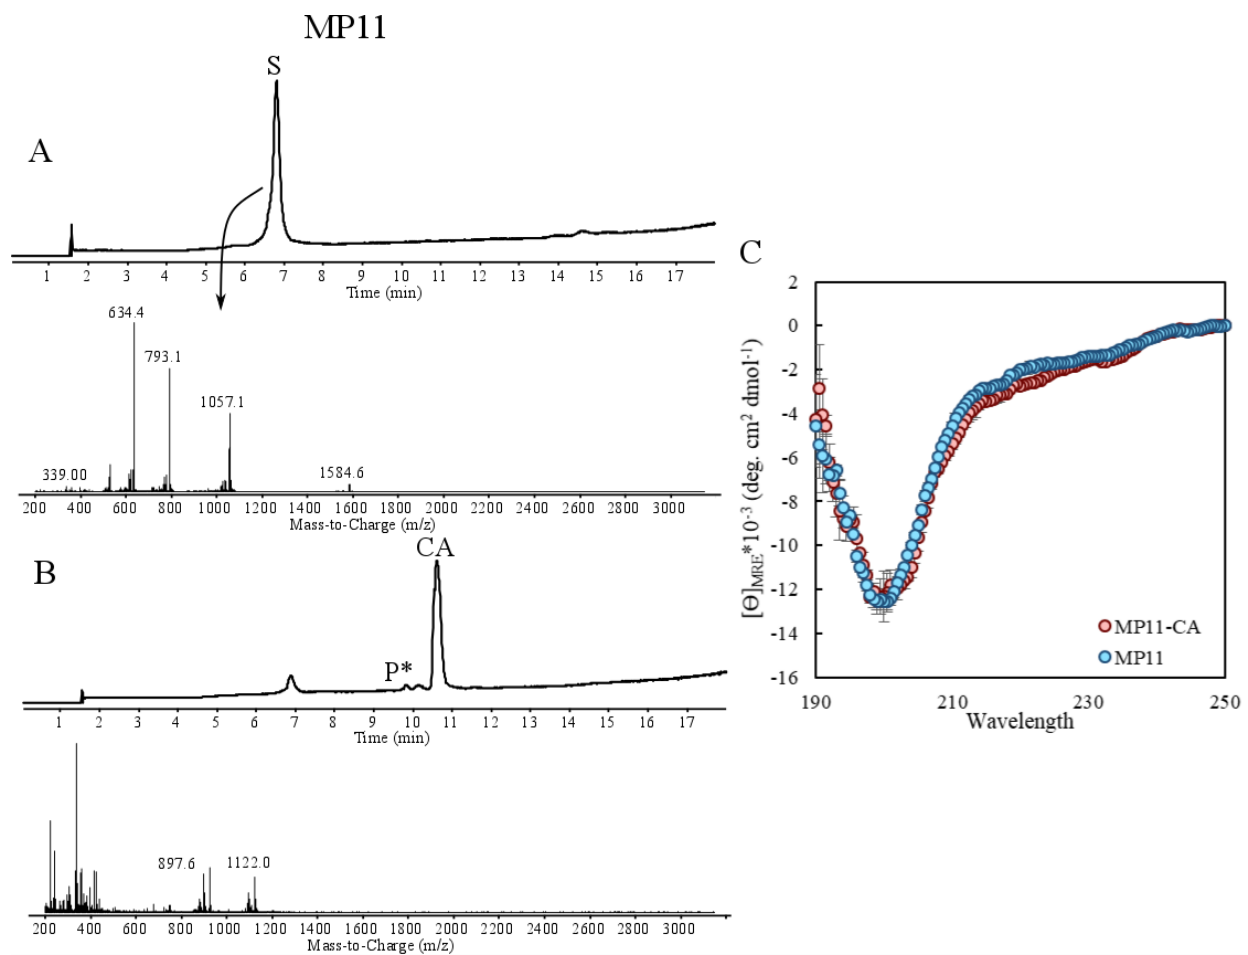 MP11
S
A
1 2 3 4 5 6 7 8 9 10 11 12 13 14 15 16 17
Time (min)
634.4
793.1
1057.1
339.00
1584.6
200 400 600 800 1000 1200 1400 1600 1800 2000 2200 2400 2600 2800 3000
Mass-to-Charge (m/z)
B
CA
P*
1 2 3 4 5 6 7 8 9 10 11 12 13 14 15 16 17
Time (min)
897.6
1122.0
200 400 600 800 1000 1200 1400 1600 1800 2000 2200 2400 2600 2800 3000
Mass-to-Charge (m/z)
C
2
0
-2
-4
-6
-8
-10
-12
-14
-16
[Θ]MRE*10-3 (deg. cm2 dmol-1)
MP11-CA
MP11
190 210 230 250
Wavelength